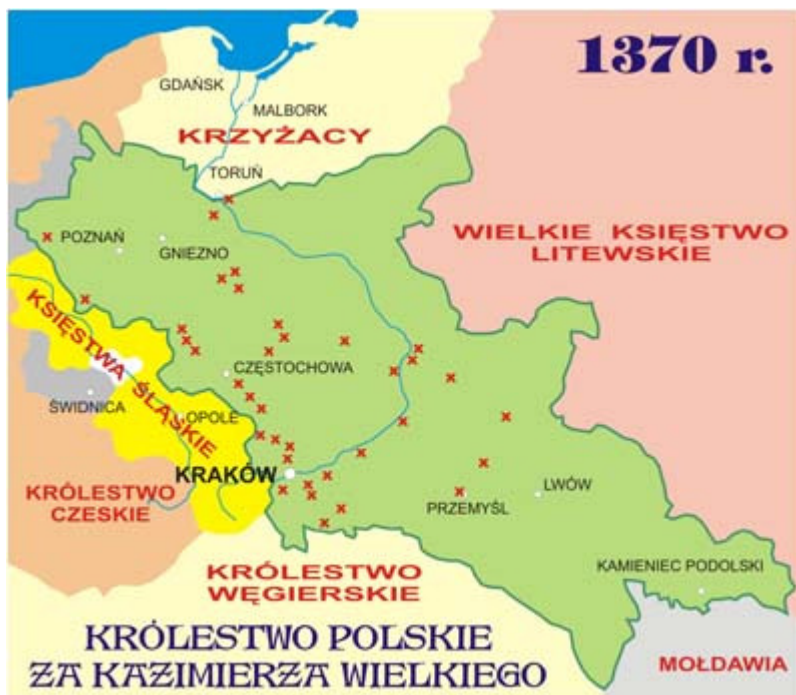 1370 r.
GDAŃSK
MALBORK
KRZYŻACY
TORUŃ
POZNAŃ
GNIEZNO
WIELKIE KSIĘSTWO
LITEWSKIE
KSIĘSTWA ŚLĄSKIE
CZĘSTOCHOWA
ŚWIDNICA
OPOLE
KRAKÓW
KRÓLESTWO
CZESKIE
PRZEMYŚL
LWÓW
KRÓLESTWO
WĘGIERSKIE
KAMIENIEC PODOLSKI
MOŁDAWIA
KRÓLESTWO POLSKIE
ZA KAZIMIERZA WIELKIEGO